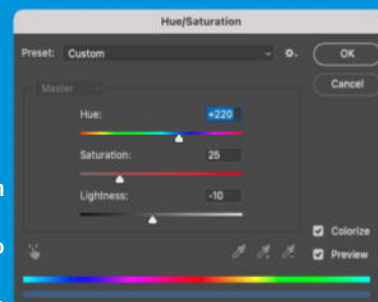 Hue/Saturation
Preset: Custom
OK
Master
Cancel
Hue: +220
Saturation: 25
Lightness: -10
Colorize
Preview